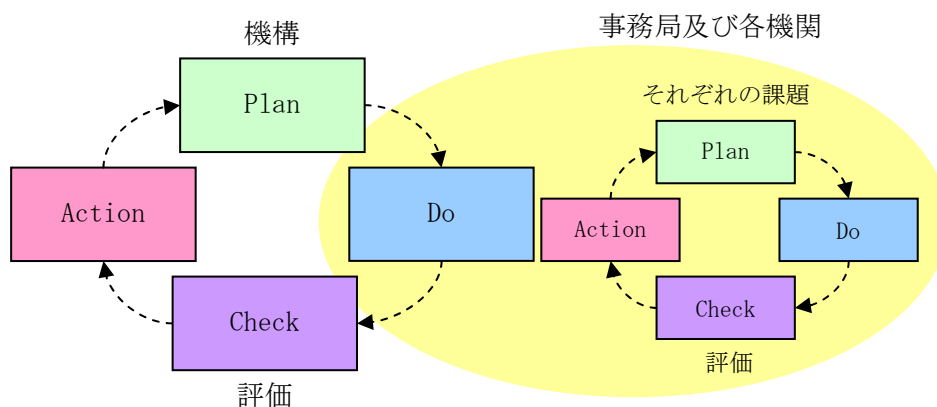 機構
Plan
Action
Do
Check
評価
事務局及び各機関
それぞれの課題
Plan
Action
Do
Check
評価